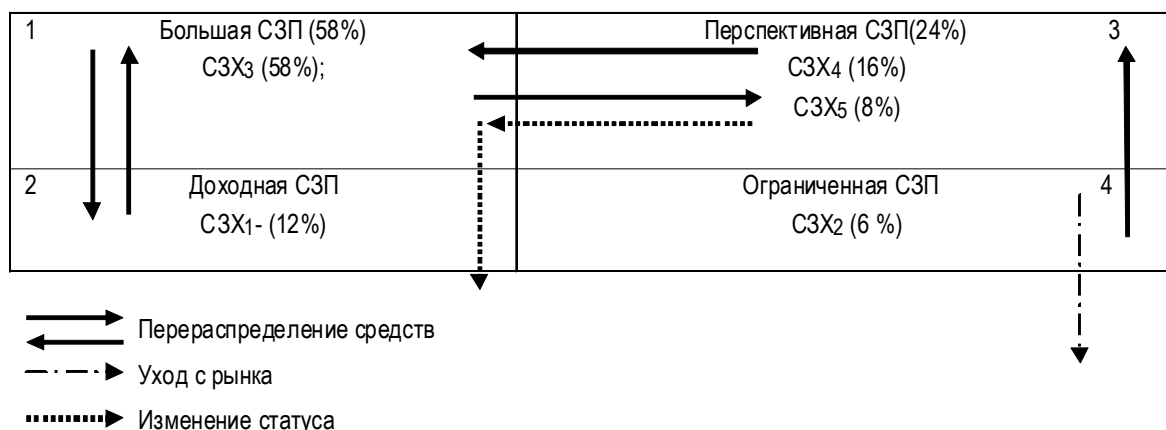 1 Большая СЗП (58%) Перспективная СЗП(24%) 3
СЗХ3 (58%); СЗХ4 (16%)
СЗХ5 (8%)
2 Доходная СЗП Ограниченная СЗП 4
СЗХ1- (12%) СЗХ2 (6 %)
Перераспределение средств
Уход с рынка
Изменение статуса